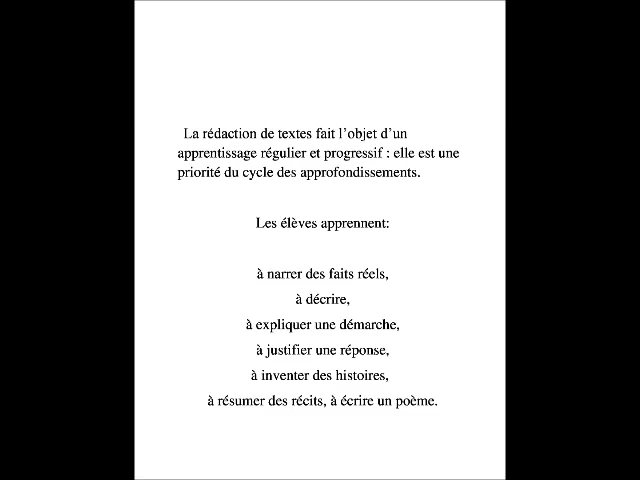 La rédaction de textes fait l’objet d’un
apprentissage régulier et progressif : elle est une
priorité du cycle des approfondissements.
Les élèves apprennent:
à narrer des faits réels,
à décrire,
à expliquer une démarche,
à justifier une réponse,
à inventer des histoires,
à résumer des récits, à écrire un poème.